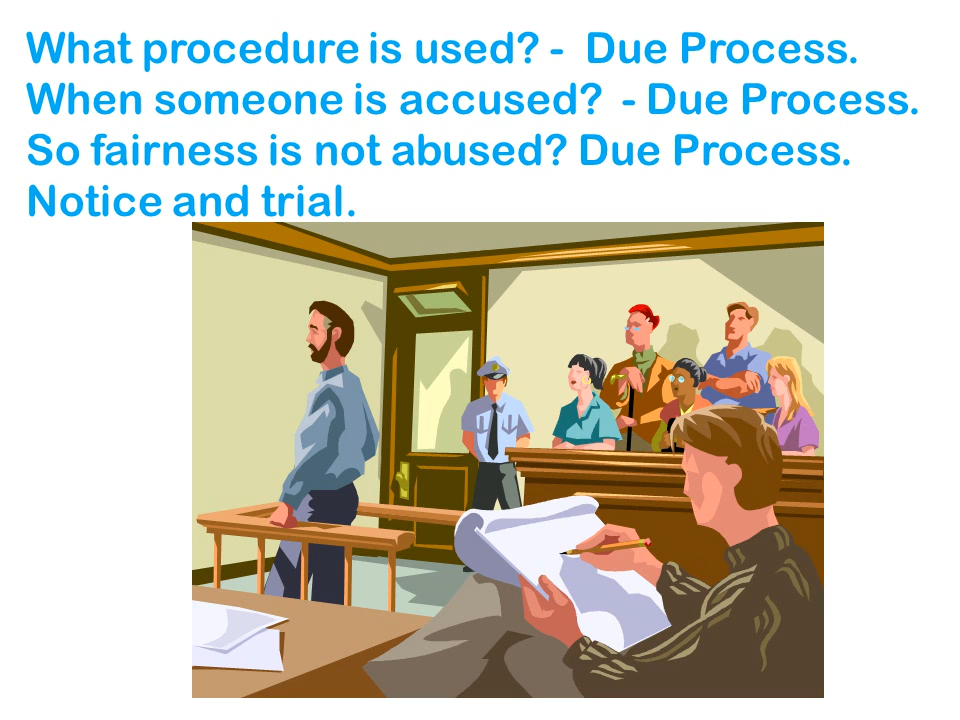 What procedure is used? -  Due Process.
When someone is accused?  - Due Process.
So fairness is not abused? Due Process.
Notice and trial.